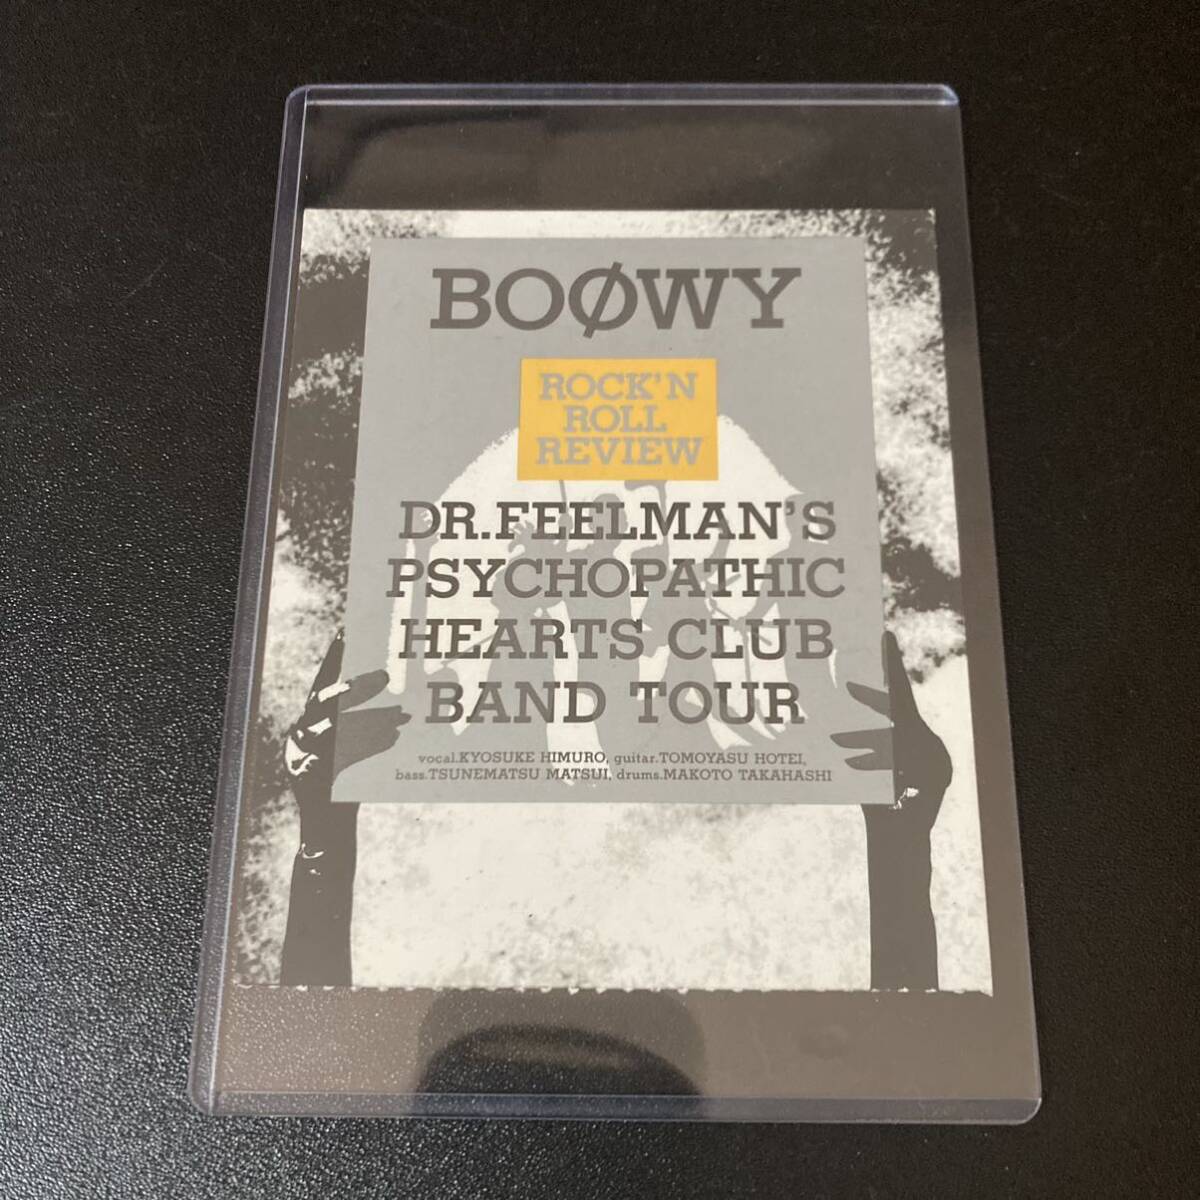 BOØWY
ROCK'N
ROLL
REVIEW
DR.FEELMAN'S
PSYCHOPATHIC
HEARTS CLUB
BAND TOUR
vocal.KYOSUKE HIMURO, guitar.TOMOYASU HOTEI,
bass.TSUNEMATSU MATSUI, drums.MAKOTO TAKAHASHI